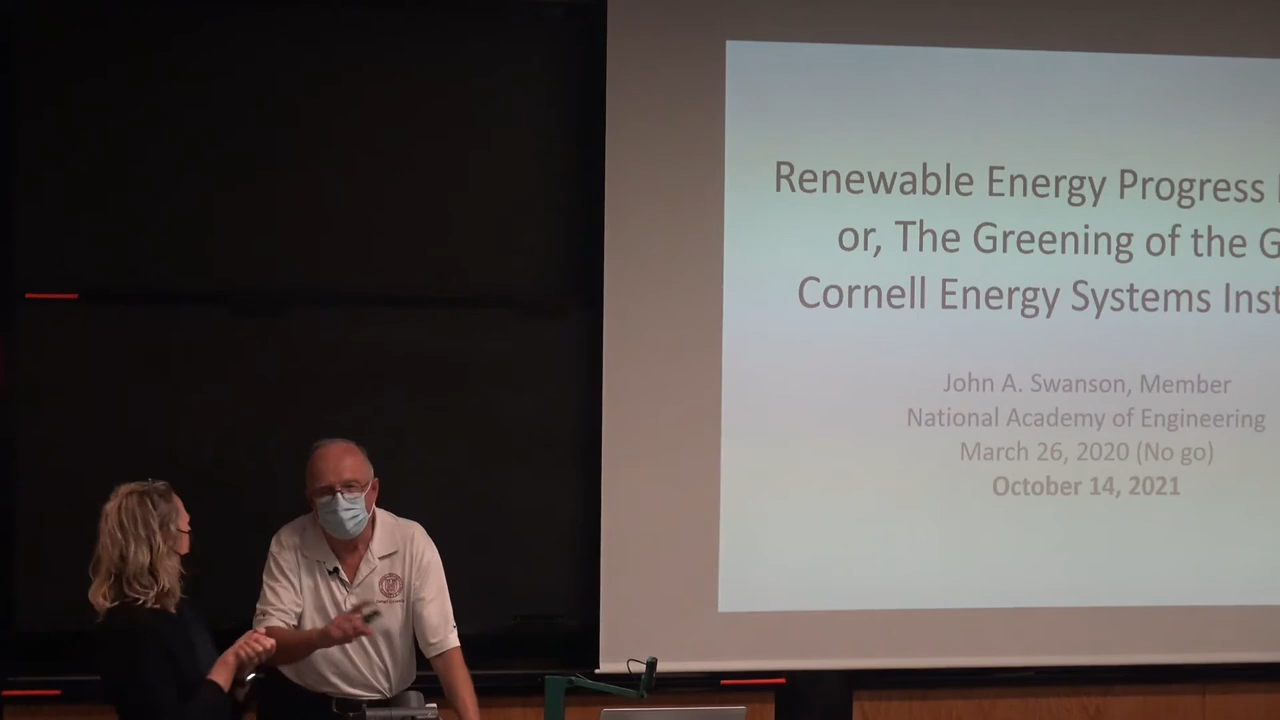 Renewable Energy Progress
or, The Greening of the G
Cornell Energy Systems Inst
John A. Swanson, Member
National Academy of Engineering
March 26, 2020 (No go)
October 14, 2021